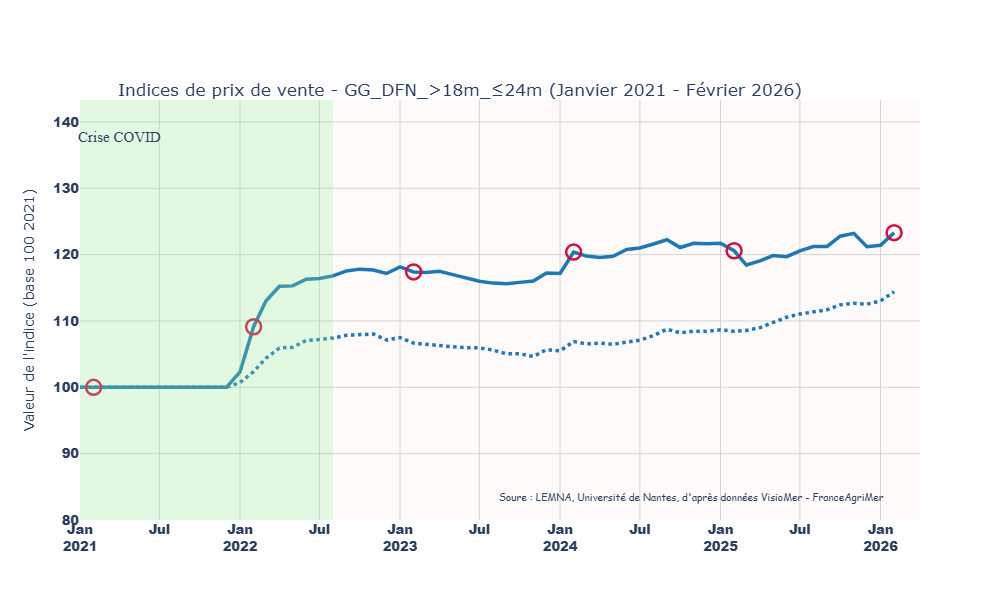 Indices de prix de vente - GG_DFN_>18m_≤24m (Janvier 2021 - Février 2026)
Valeur de l'indice (base 100 2021)
140
Crise COVID
130
120
110
100
90
Soure : LEMNA, Université de Nantes, d'après données VisioMer - FranceAgriMer
80
Jan Jul Jan Jul Jan Jul Jan Jul Jan Jul Jan
2021 2022 2023 2024 2025 2026